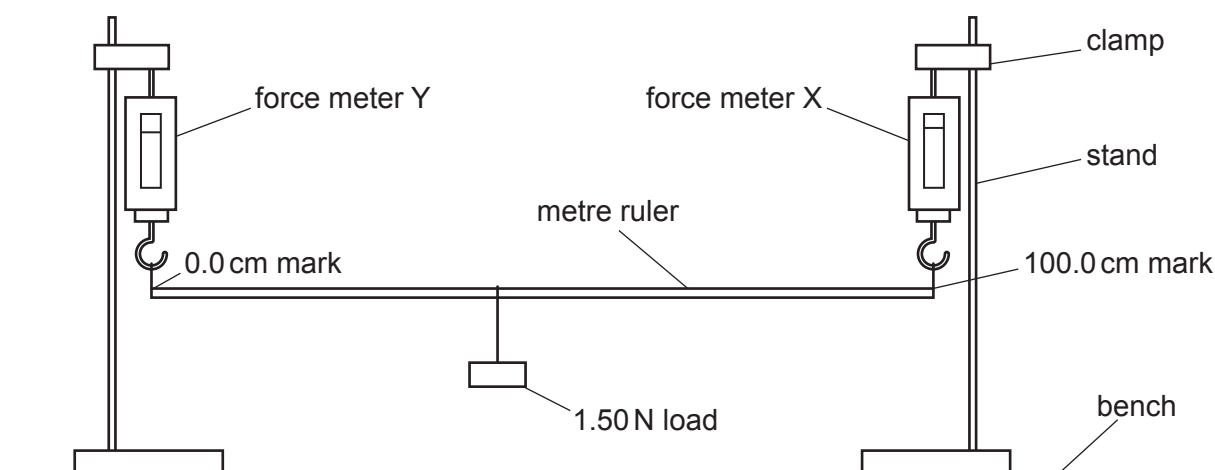 clamp
force meter Y
force meter X
stand
metre ruler
0.0 cm mark
100.0 cm mark
1.50 N load
bench